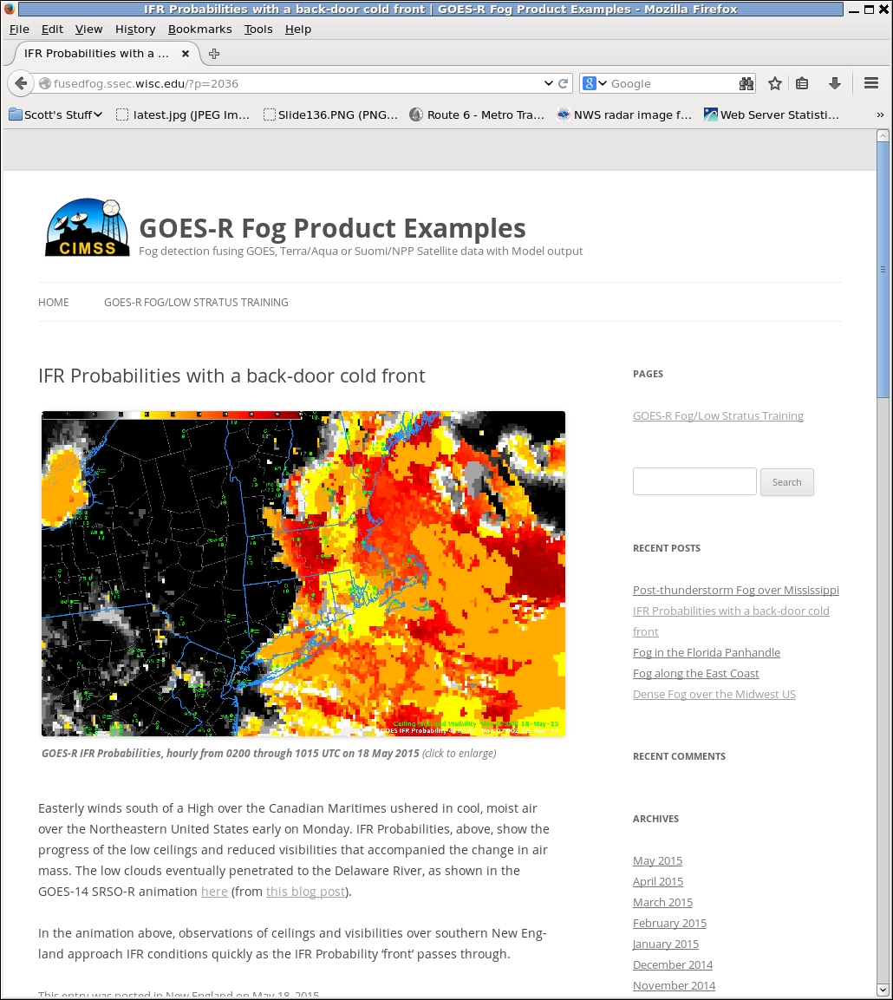 IFR Probabilities with a back-door cold front | GOES-R Fog Product Examples - Mozilla Firefox
File Edit View History Bookmarks Tools Help
IFR Probabilities with a ...
fusedfog.ssec.wisc.edu/?p=2036
Google
Scott's Stuff
latest.jpg (JPEG Im...
Slide136.PNG (PNG...
Route 6 - Metro Tra...
NWS radar image f...
Web Server Statisti...
CIMSS
GOES-R Fog Product Examples
Fog detection fusing GOES, Terra/Aqua or Suomi/NPP Satellite data with Model output
HOME
GOES-R FOG/LOW STRATUS TRAINING
IFR Probabilities with a back-door cold front
GOES-R IFR Probabilities, hourly from 0200 through 1015 UTC on 18 May 2015 (click to enlarge)
Easterly winds south of a High over the Canadian Maritimes ushered in cool, moist air
over the Northeastern United States early on Monday. IFR Probabilities, above, show the
progress of the low ceilings and reduced visibilities that accompanied the change in air
mass. The low clouds eventually penetrated to the Delaware River, as shown in the
GOES-14 SRSO-R animation here (from this blog post).
In the animation above, observations of ceilings and visibilities over southern New Eng-
land approach IFR conditions quickly as the IFR Probability ‘front’ passes through.
This entry was posted in New England on May 18, 2015
PAGES
GOES-R Fog/Low Stratus Training
Search
RECENT POSTS
Post-thunderstorm Fog over Mississippi
IFR Probabilities with a back-door cold
front
Fog in the Florida Panhandle
Fog along the East Coast
Dense Fog over the Midwest US
RECENT COMMENTS
ARCHIVES
May 2015
April 2015
March 2015
February 2015
January 2015
December 2014
November 2014